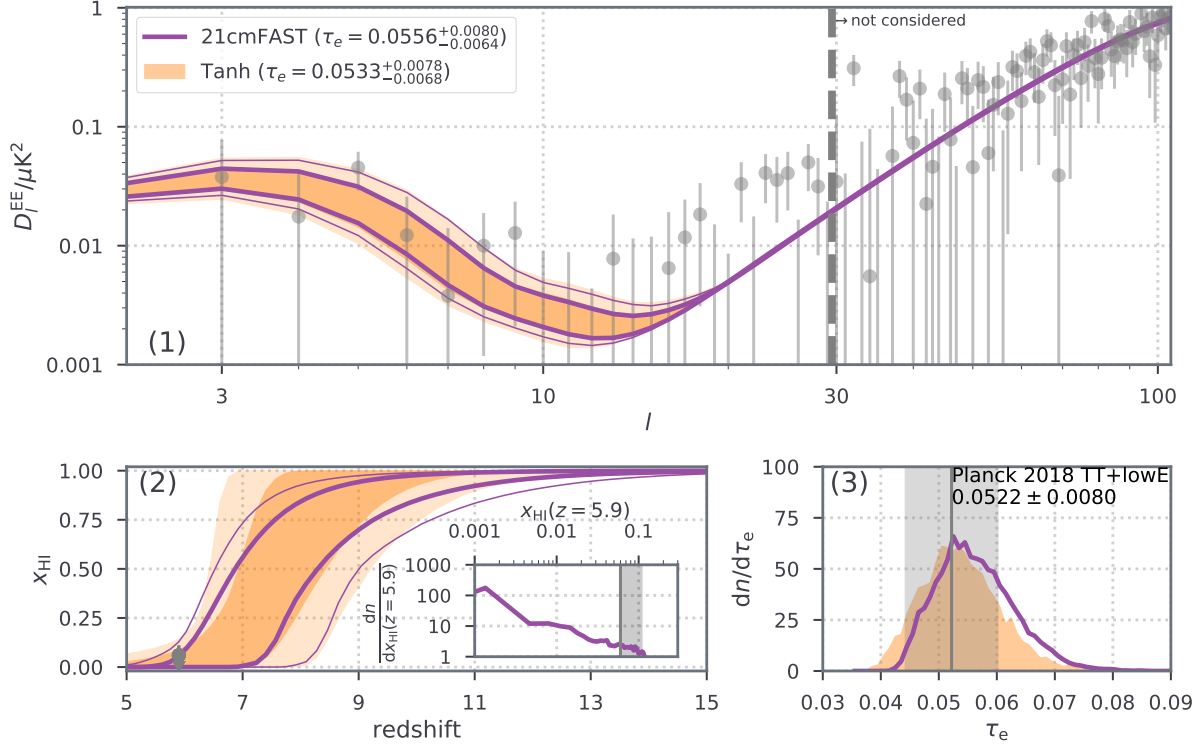 1
0.1
0.01
0.001
D_l^EE/μK²
21cmFAST (τ_e = 0.0556^{+0.0080}_{−0.0064})
Tanh (τ_e = 0.0533^{+0.0078}_{−0.0068})
→ not considered
(1)
3
10
30
100
l
(2)
1.00
0.75
0.50
0.25
0.00
x_HI
5
7
9
11
13
15
redshift
x_HI(z = 5.9)
0.001
0.01
0.1
1000
100
10
1
dn
dx_HI(z = 5.9)
(3)
Planck 2018 TT+lowE
0.0522 ± 0.0080
100
75
50
25
0
dn/dτ_e
0.03
0.04
0.05
0.06
0.07
0.08
0.09
τ_e